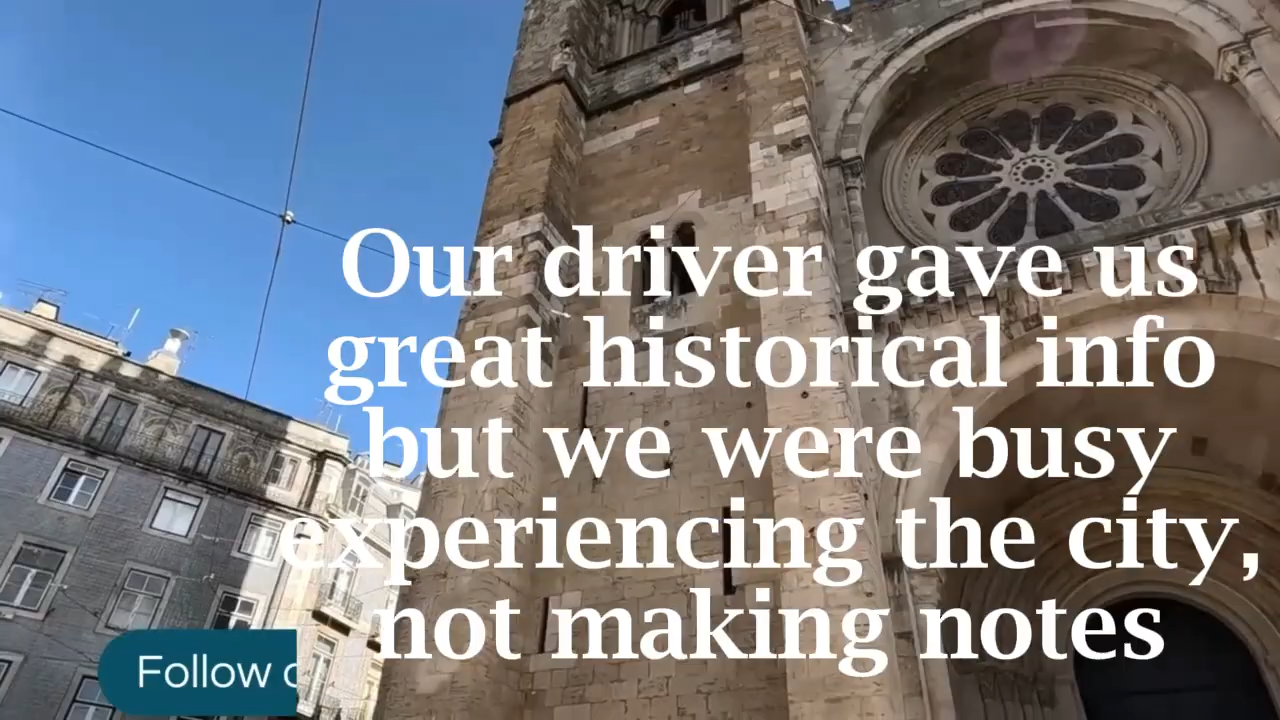 Our driver gave us
great historical info
but we were busy
experiencing the city,
not making notes
Follow